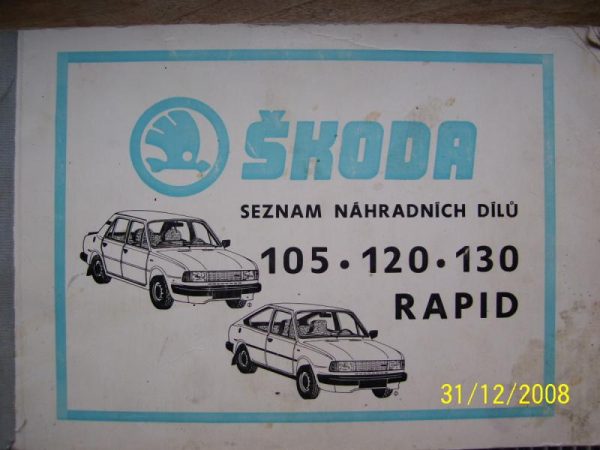 ŠKODA
SEZNAM NÁHRADNÍCH DÍLŮ
105 • 120 • 130
RAPID
31/12/2008